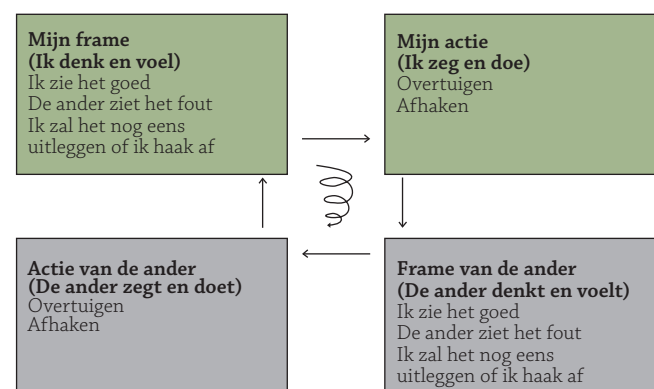 Mijn frame
(Ik denk en voel)
Ik zie het goed
De ander ziet het fout
Ik zal het nog eens
uitleggen of ik haak af
Mijn actie
(Ik zeg en doe)
Overtuigen
Afhaken
Actie van de ander
(De ander zegt en doet)
Overtuigen
Afhaken
Frame van de ander
(De ander denkt en voelt)
Ik zie het goed
De ander ziet het fout
Ik zal het nog eens
uitleggen of ik haak af